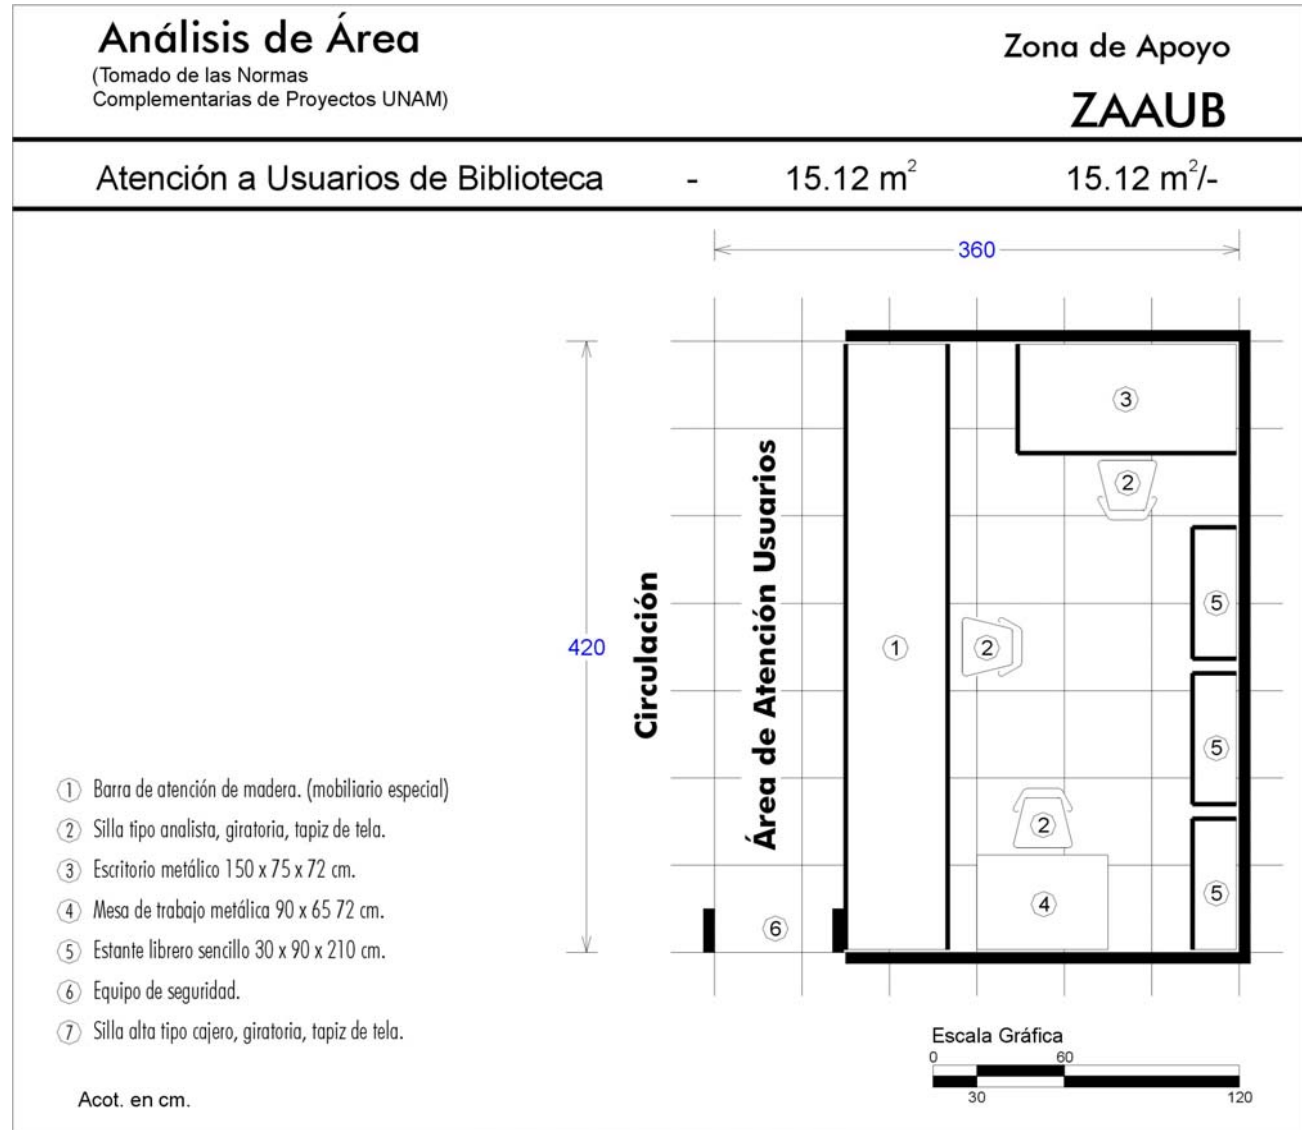 Análisis de Área
(Tomado de las Normas
Complementarias de Proyectos UNAM)
Zona de Apoyo
ZAAUB
Atención a Usuarios de Biblioteca - 15.12 m² 15.12 m²/-
360
420
Circulación
Área de Atención Usuarios
3
2
5
1
2
5
2
4
5
6
1 Barra de atención de madera. (mobiliario especial)
2 Silla tipo analista, giratoria, tapiz de tela.
3 Escritorio metálico 150 x 75 x 72 cm.
4 Mesa de trabajo metálica 90 x 65 72 cm.
5 Estante librero sencillo 30 x 90 x 210 cm.
6 Equipo de seguridad.
7 Silla alta tipo cajero, giratoria, tapiz de tela.
Acot. en cm.
Escala Gráfica
0 60
30 120